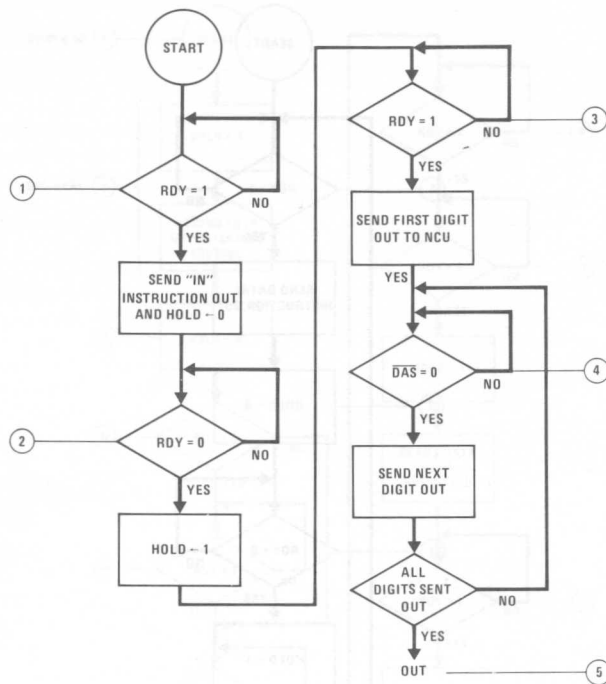 START
1
RDY = 1
NO
YES
SEND "IN"
INSTRUCTION OUT
AND HOLD ← 0
2
RDY = 0
NO
YES
HOLD ← 1
RDY = 1
NO
3
YES
SEND FIRST DIGIT
OUT TO NCU
YES
D̅A̅S̅ = 0
NO
4
YES
SEND NEXT
DIGIT OUT
ALL
DIGITS SENT
OUT
NO
YES
OUT
5